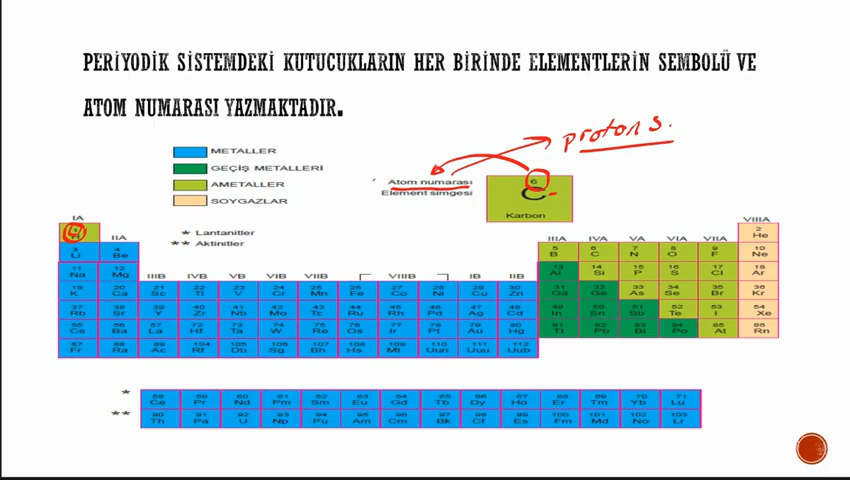 PERİYODİK SİSTEMDEKİ KUTUCUKLARIN HER BİRİNDE ELEMENTLERİN SEMBOLÜ VE
ATOM NUMARASI YAZMAKTADIR.
proton s.
METALLER
GEÇİŞ METALLERİ
AMETALLER
SOYGAZLAR
* Lantanitler
** Aktinitler
Atom numarası
Element simgesi
6
C
Karbon
IA IIA IIIB IVB VB VIB VIIB VIIIB IB IIB IIIA IVA VA VIA VIIA VIIIA
2
He
3 4 5 6 7 8 9 10
Li Be B C N O F Ne
11 12 13 14 15 16 17 18
Na Mg Al Si P S Cl Ar
19 20 21 22 23 24 25 26 27 28 29 30 31 32 33 34 35 36
K Ca Sc Ti V Cr Mn Fe Co Ni Cu Zn Ga Ge As Se Br Kr
37 38 39 40 41 42 43 44 45 46 47 48 49 50 51 52 53 54
Rb Sr Y Zr Nb Mo Tc Ru Rh Pd Ag Cd In Sn Sb Te I Xe
55 56 57 72 73 74 75 76 77 78 79 80 81 82 83 84 85 86
Cs Ba La Hf Ta W Re Os Ir Pt Au Hg Tl Pb Bi Po At Rn
87 88 89 104 105 106 107 108 109 110 111 112
Fr Ra Ac Rf Db Sg Bh Hs Mt Uun Uuu Uub
*
58 59 60 61 62 63 64 65 66 67 68 69 70 71
Ce Pr Nd Pm Sm Eu Gd Tb Dy Ho Er Tm Yb Lu
**
90 91 92 93 94 95 96 97 98 99 100 101 102 103
Th Pa U Np Pu Am Cm Bk Cf Es Fm Md No Lr